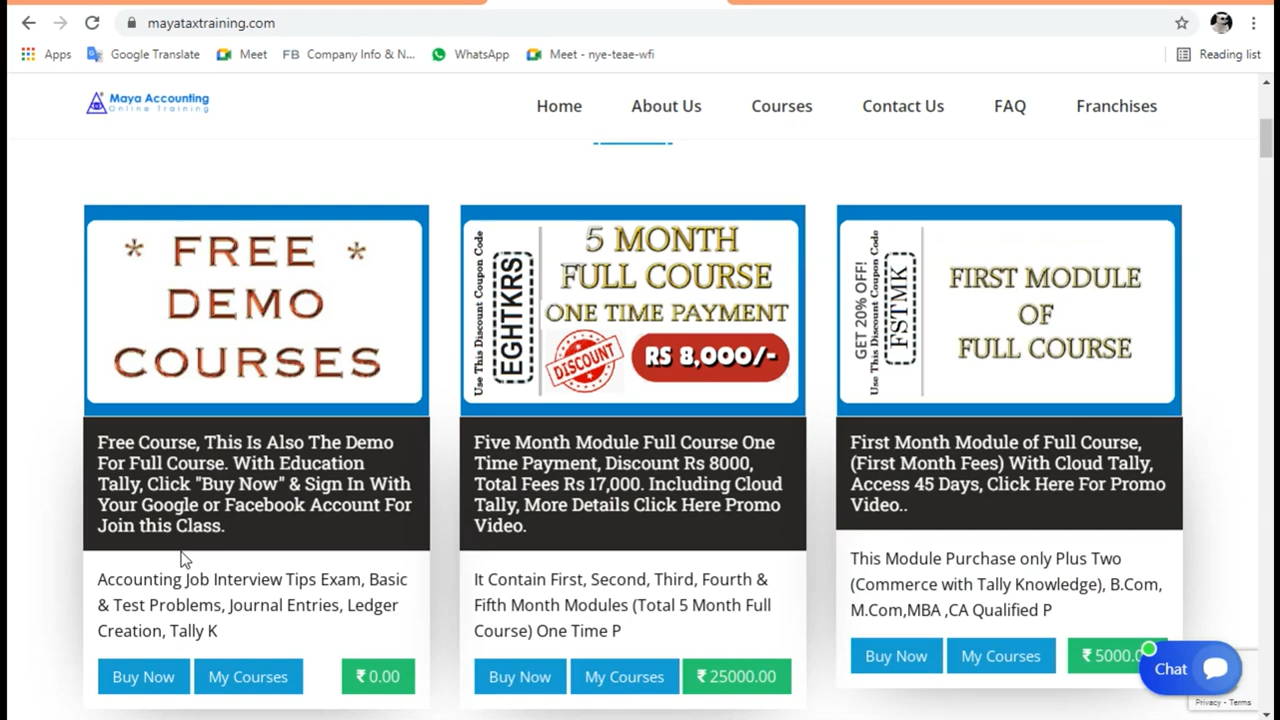 mayataxtraining.com
Apps Google Translate Meet FB Company Info & N... WhatsApp Meet - nye-teae-wfi Reading list
Maya Accounting
Online Training
Home About Us Courses Contact Us FAQ Franchises
* FREE *
DEMO
COURSES
Free Course, This Is Also The Demo
For Full Course. With Education
Tally, Click "Buy Now" & Sign In With
Your Google or Facebook Account For
Join this Class.
Accounting Job Interview Tips Exam, Basic
& Test Problems, Journal Entries, Ledger
Creation, Tally K
Buy Now My Courses ₹ 0.00
Use This Discount Coupon Code
EGHTKRS
5 MONTH
FULL COURSE
ONE TIME PAYMENT
DISCOUNT
RS 8,000/-
Five Month Module Full Course One
Time Payment, Discount Rs 8000,
Total Fees Rs 17,000. Including Cloud
Tally, More Details Click Here Promo
Video.
It Contain First, Second, Third, Fourth &
Fifth Month Modules (Total 5 Month Full
Course) One Time P
Buy Now My Courses ₹ 25000.00
GET 20% OFF!
Use This Discount Coupon Code
FSTMK
FIRST MODULE
OF
FULL COURSE
First Month Module of Full Course,
(First Month Fees) With Cloud Tally,
Access 45 Days, Click Here For Promo
Video..
This Module Purchase only Plus Two
(Commerce with Tally Knowledge), B.Com,
M.Com,MBA ,CA Qualified P
Buy Now My Courses ₹ 5000.0
Chat
Privacy - Terms